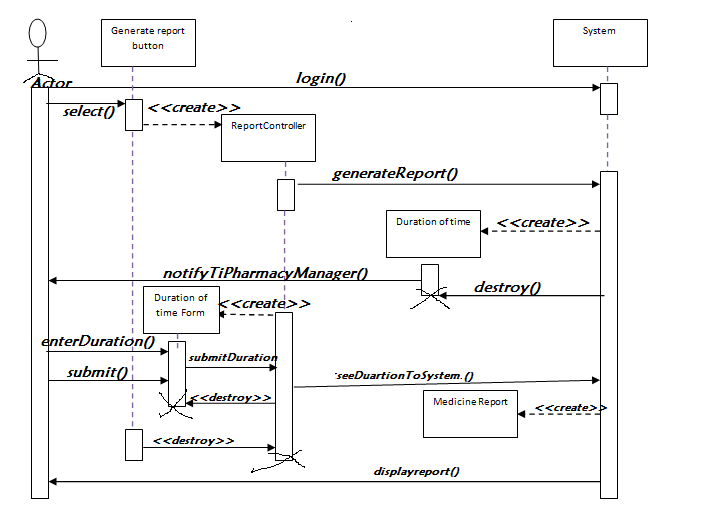 Generate report
button
System
Actor
login()
select()
<<create>>
ReportController
generateReport()
Duration of time
<<create>>
notifyTiPharmacyManager()
destroy()
Duration of
time Form
<<create>>
enterDuration()
submitDuration
submit()
seeDuartionToSystem.()
<<destroy>>
Medicine Report
<<create>>
<<destroy>>
displayreport()